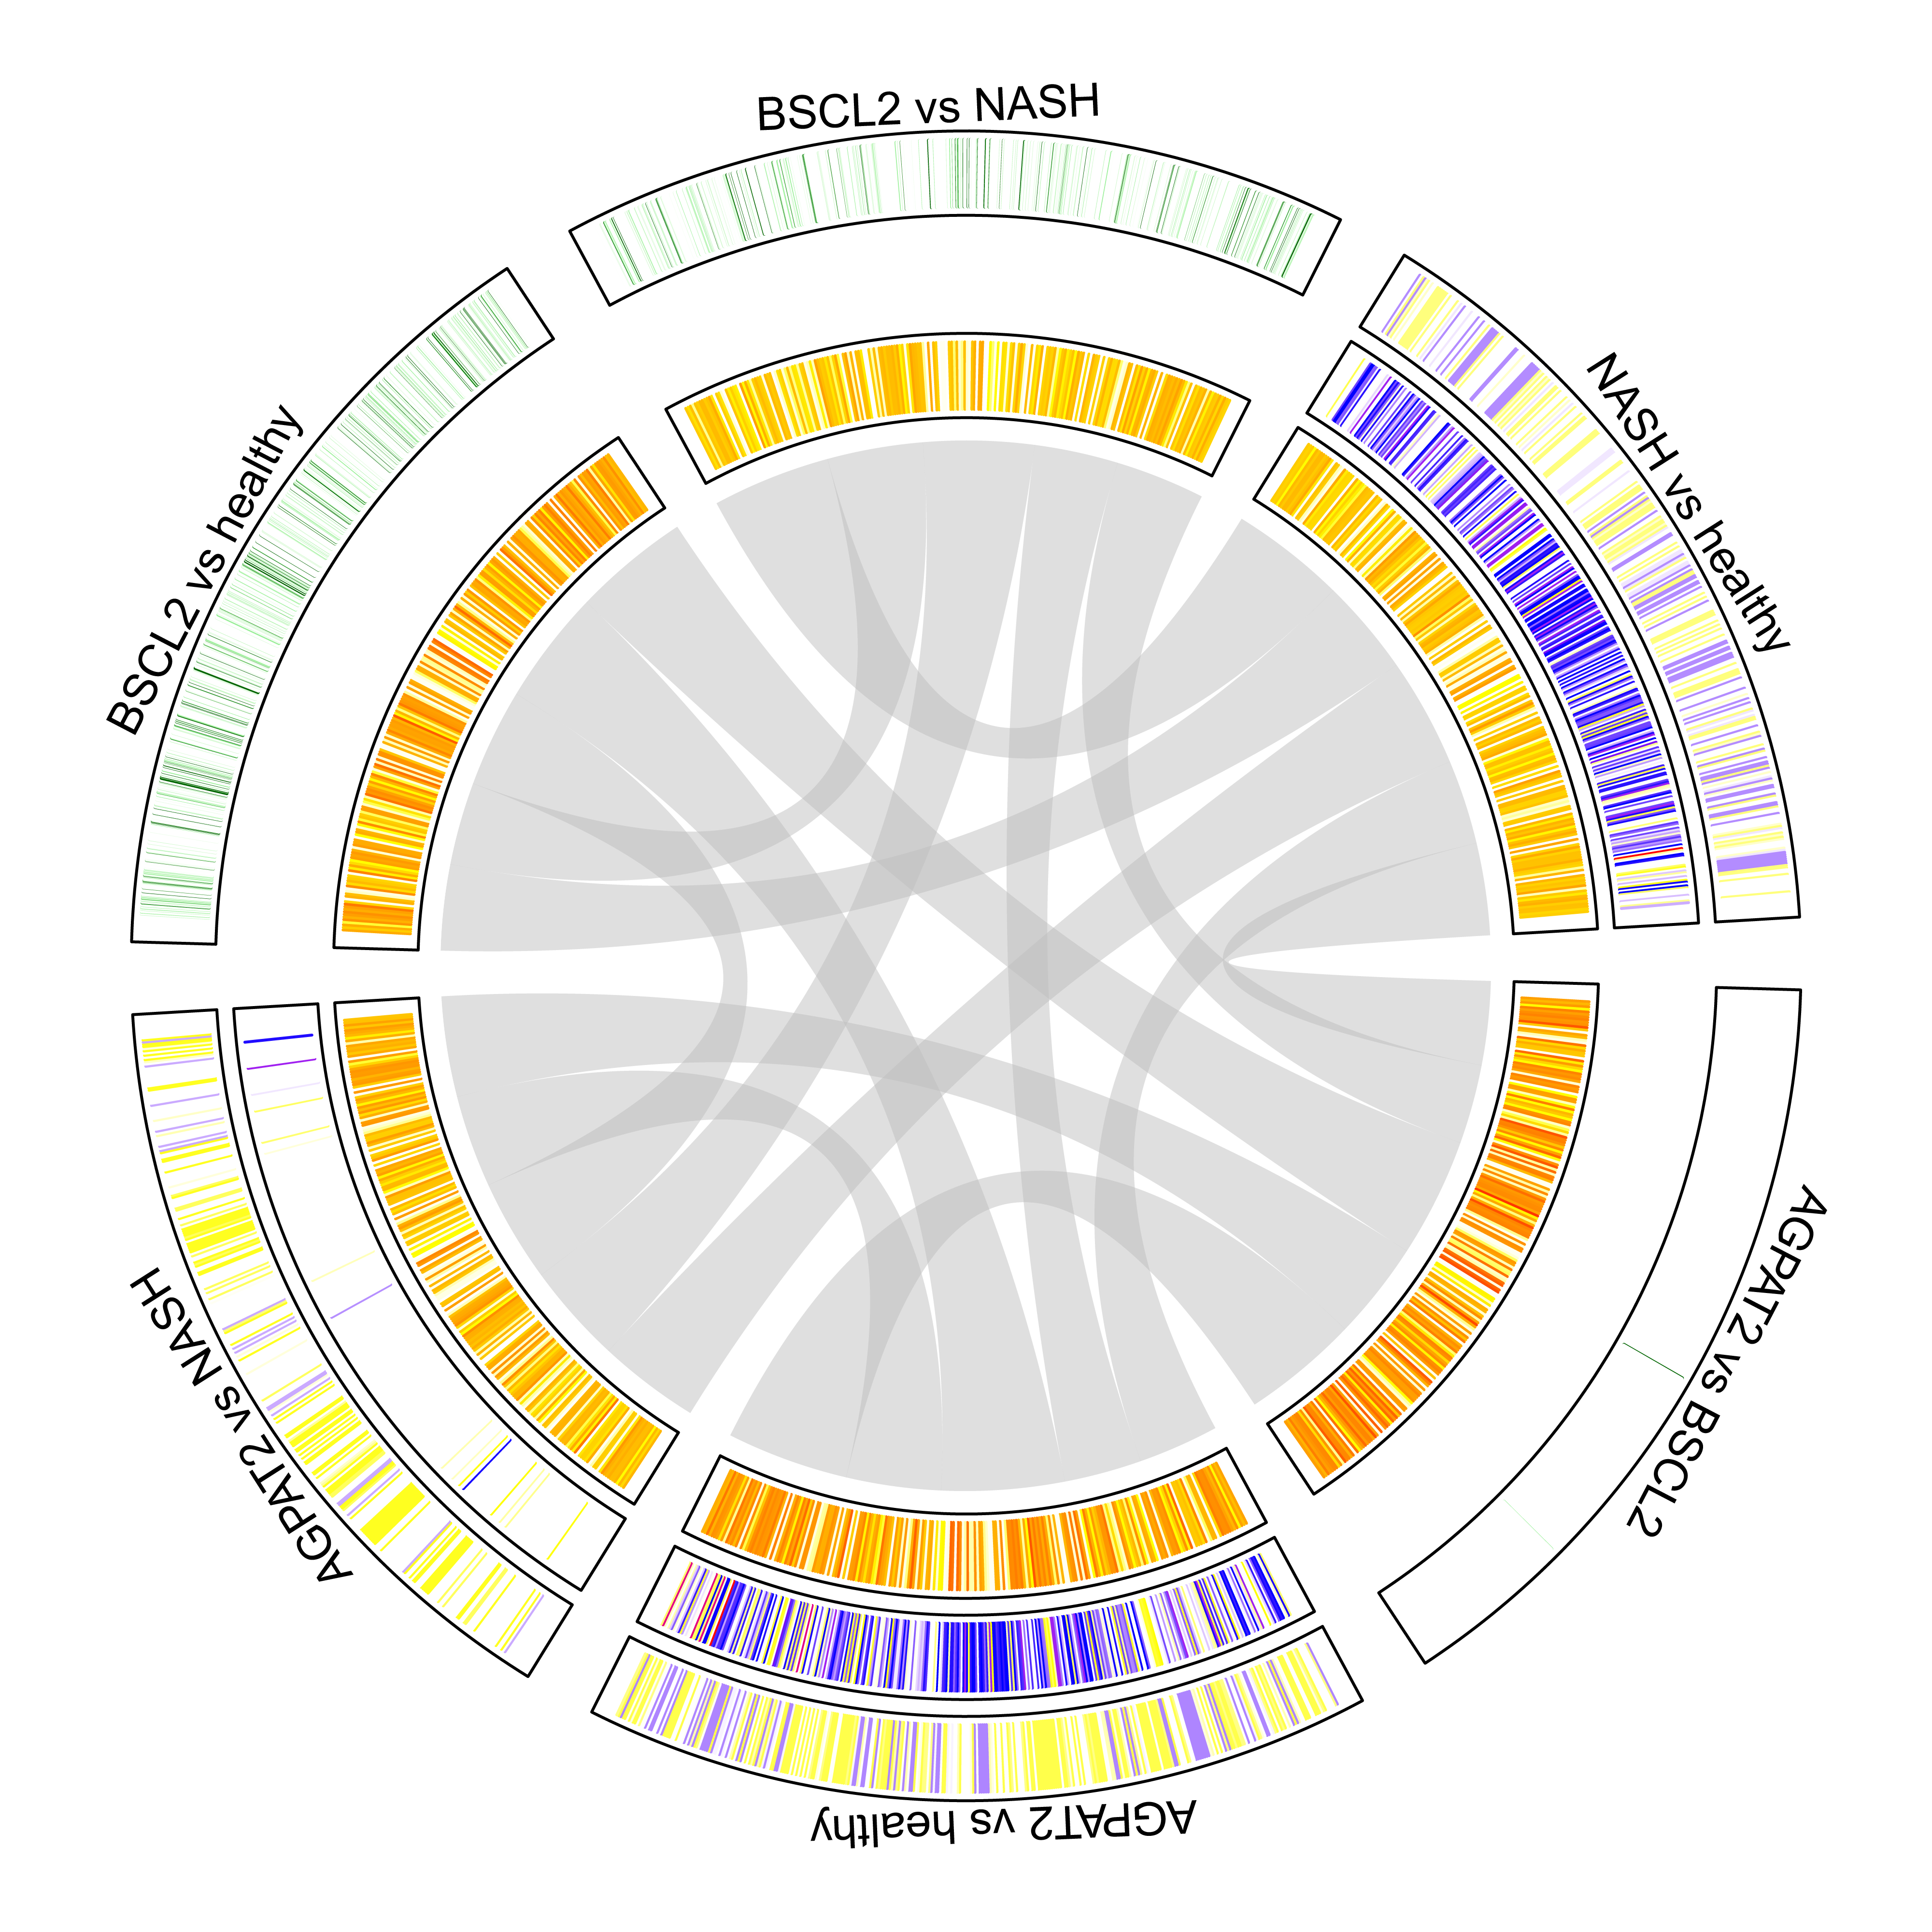 BSCL2 vs NASH
NASH vs healthy
AGPAT2 vs BSCL2
AGPAT2 vs healthy
AGPAT2 vs NASH
BSCL2 vs healthy